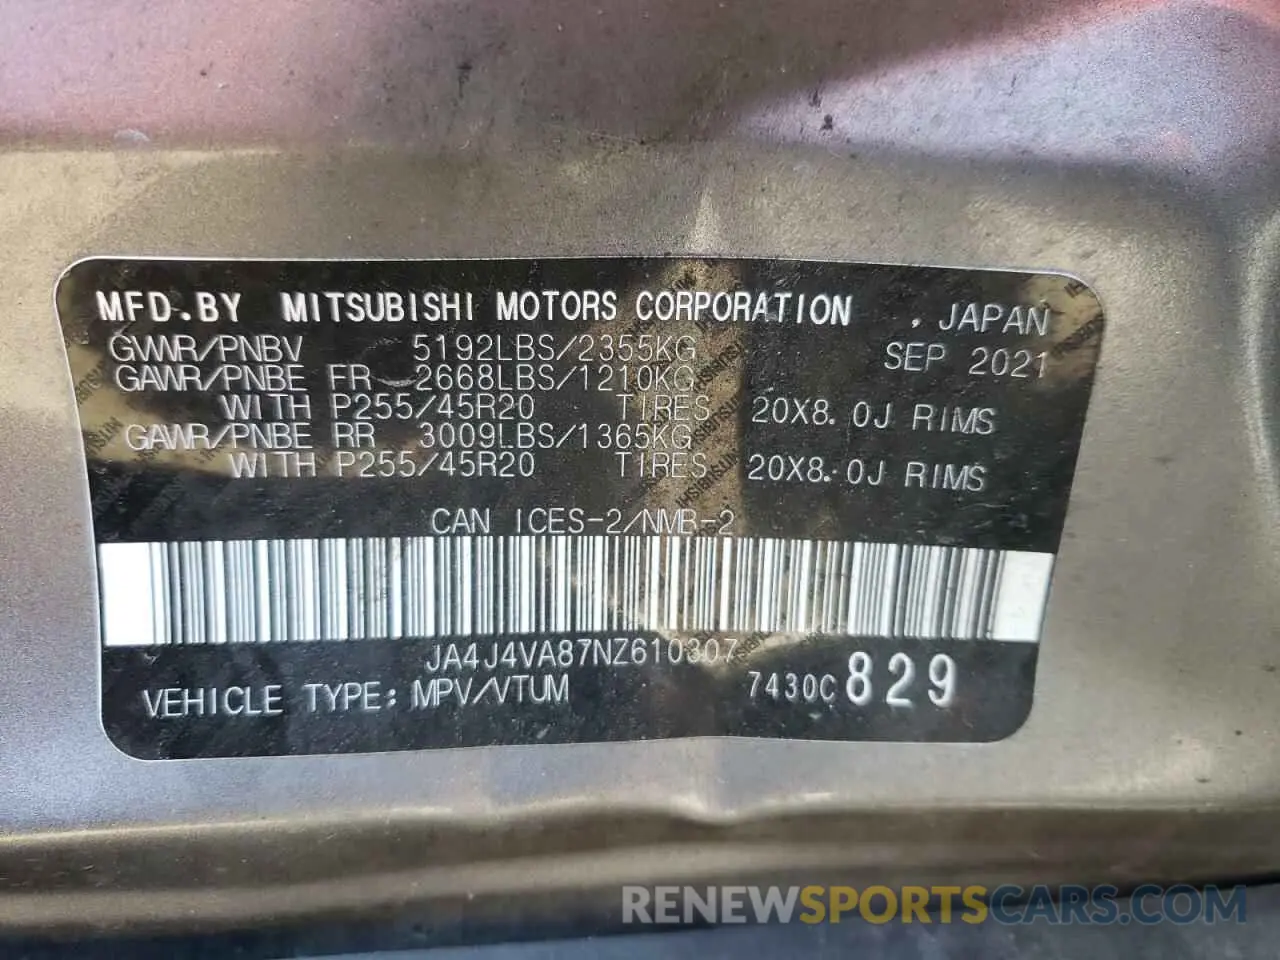 MFD.BY MITSUBISHI MOTORS CORPORATION , JAPAN
GVWR/PNBV 5192LBS/2355KG SEP 2021
GAWR/PNBE FR 2668LBS/1210KG
WITH P255/45R20 TIRES 20X8.0J RIMS
GAWR/PNBE RR 3009LBS/1365KG
WITH P255/45R20 TIRES 20X8.0J RIMS
CAN ICES-2/NMB-2
JA4J4VA87NZ610307
VEHICLE TYPE: MPV/VTUM 7430C 829
RENEWSPORTSCARS.COM